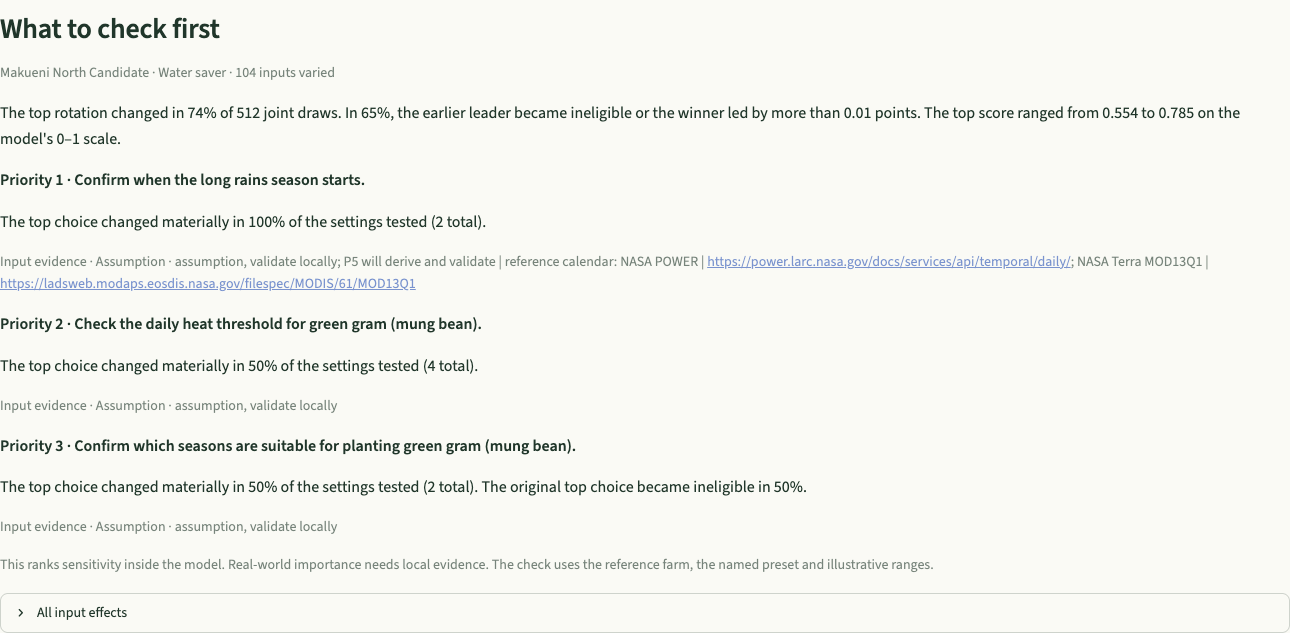 What to check first
Makueni North Candidate · Water saver · 104 inputs varied
The top rotation changed in 74% of 512 joint draws. In 65%, the earlier leader became ineligible or the winner led by more than 0.01 points. The top score ranged from 0.554 to 0.785 on the
model's 0–1 scale.
Priority 1 · Confirm when the long rains season starts.
The top choice changed materially in 100% of the settings tested (2 total).
Input evidence · Assumption · assumption, validate locally; P5 will derive and validate | reference calendar: NASA POWER | https://power.larc.nasa.gov/docs/services/api/temporal/daily/; NASA Terra MOD13Q1 |
https://ladsweb.modaps.eosdis.nasa.gov/filespec/MODIS/61/MOD13Q1
Priority 2 · Check the daily heat threshold for green gram (mung bean).
The top choice changed materially in 50% of the settings tested (4 total).
Input evidence · Assumption · assumption, validate locally
Priority 3 · Confirm which seasons are suitable for planting green gram (mung bean).
The top choice changed materially in 50% of the settings tested (2 total). The original top choice became ineligible in 50%.
Input evidence · Assumption · assumption, validate locally
This ranks sensitivity inside the model. Real-world importance needs local evidence. The check uses the reference farm, the named preset and illustrative ranges.
All input effects